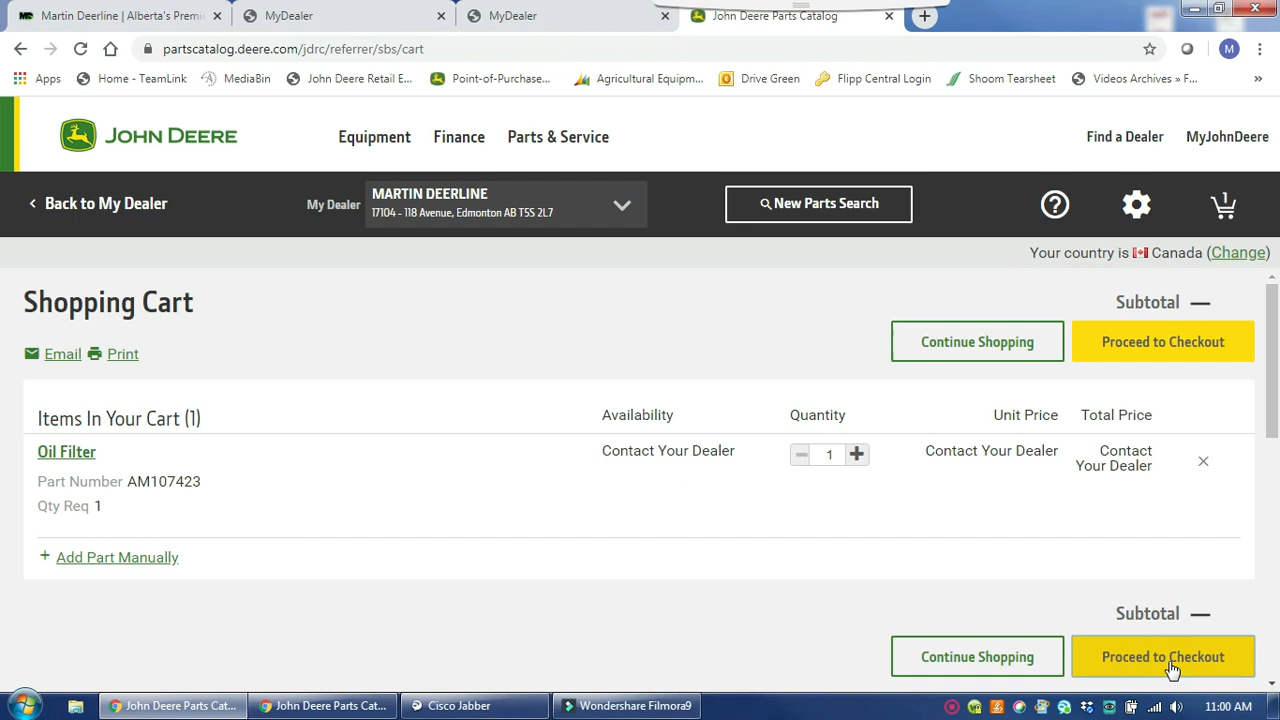 Martin Deerline | Alberta's Premi
MyDealer
MyDealer
John Deere Parts Catalog
partscatalog.deere.com/jdrc/referrer/sbs/cart
M
Apps
Home - TeamLink
MediaBin
John Deere Retail E...
Point-of-Purchase...
Agricultural Equipm...
Drive Green
Flipp Central Login
Shoom Tearsheet
Videos Archives » F...
»
JOHN DEERE
Equipment
Finance
Parts & Service
Find a Dealer
MyJohnDeere
Back to My Dealer
My Dealer
MARTIN DEERLINE
17104 - 118 Avenue, Edmonton AB T5S 2L7
New Parts Search
1
Your country is Canada (Change)
Shopping Cart
Subtotal —
Email
Print
Continue Shopping
Proceed to Checkout
Items In Your Cart (1)
Availability
Quantity
Unit Price
Total Price
Oil Filter
Contact Your Dealer
1
Contact Your Dealer
Contact
Your Dealer
Part Number AM107423
Qty Req 1
+ Add Part Manually
Subtotal —
Continue Shopping
Proceed to Checkout
John Deere Parts Cat...
John Deere Parts Cat...
Cisco Jabber
Wondershare Filmora9
11:00 AM